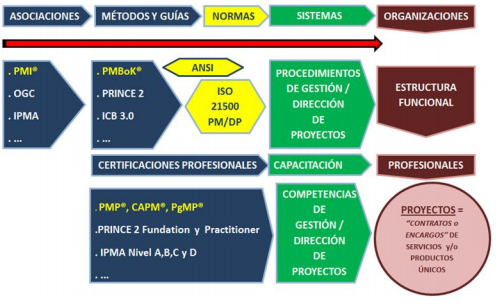 ASOCIACIONES
MÉTODOS Y GUÍAS
NORMAS
SISTEMAS
ORGANIZACIONES
. PMI®
. OGC
. IPMA
. ...
. PMBoK®
. PRINCE 2
. ICB 3.0
. ...
ANSI
ISO
21500
PM/DP
PROCEDIMIENTOS
DE GESTIÓN /
DIRECCIÓN
DE
PROYECTOS
ESTRUCTURA
FUNCIONAL
CERTIFICACIONES PROFESIONALES
CAPACITACIÓN
PROFESIONALES
. PMP®, CAPM®, PgMP®
.PRINCE 2 Fundation y Practitioner
. IPMA Nivel A,B,C y D
. ...
COMPETENCIAS
DE
GESTIÓN /
DIRECCIÓN
DE
PROYECTOS
PROYECTOS =
"CONTRATOS o
ENCARGOS" DE
SERVICIOS y/o
PRODUCTOS
ÚNICOS